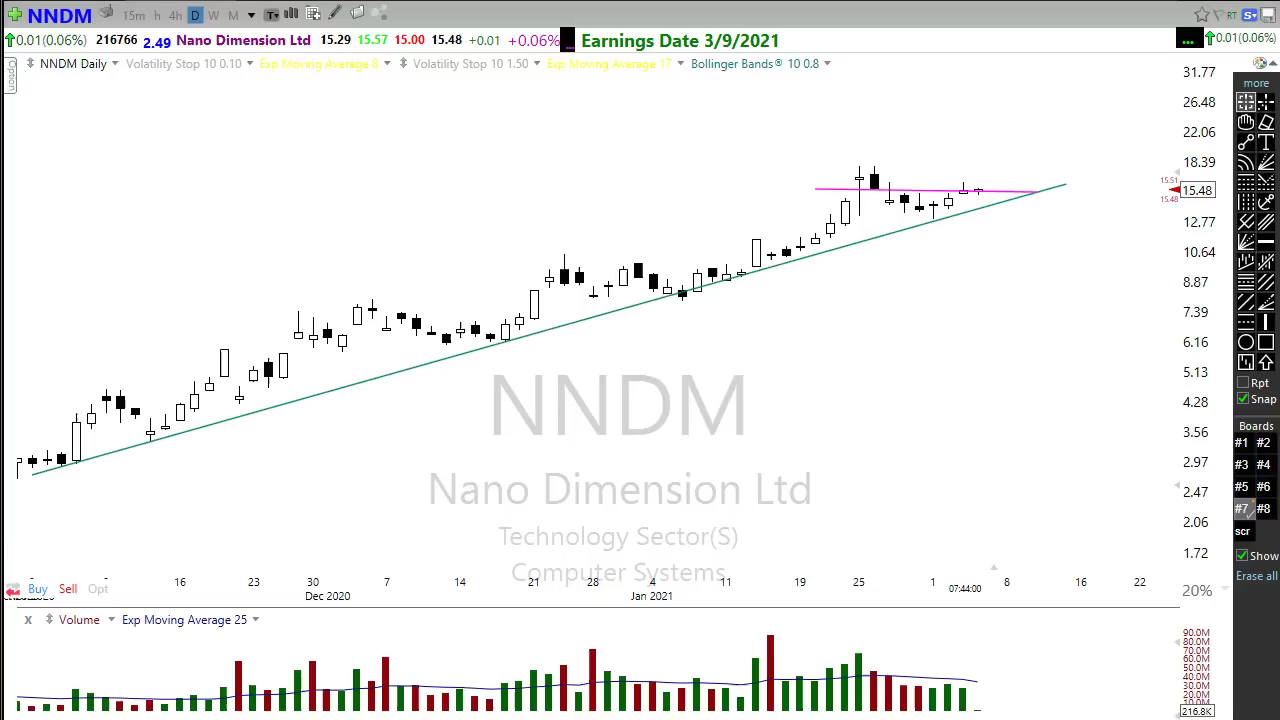 NNDM 15m h 4h D W M T RT S
0.01(0.06%) 216766 2.49 Nano Dimension Ltd 15.29 15.57 15.00 15.48 +0.01 +0.06% Earnings Date 3/9/2021 ... 0.01(0.06%)
Option NNDM Daily Volatility Stop 10 0.10 Exp Moving Average 8 Volatility Stop 10 1.50 Exp Moving Average 17 Bollinger Bands® 10 0.8
31.77
26.48
22.06
18.39
15.51
15.48
15.48
12.77
10.64
8.87
7.39
6.16
5.13
4.28
3.56
2.97
2.47
2.06
1.72
20%
NNDM
Nano Dimension Ltd
Technology Sector(S)
Computer Systems
16 23 30 7 14 21 28 4 11 19 25 1 8 16 22
Dec 2020 Jan 2021 07:44:00
Buy Sell Opt
X Volume Exp Moving Average 25
90.0M
80.0M
70.0M
60.0M
50.0M
40.0M
30.0M
20.0M
10.0M
216.8K
more
T
Rpt
Snap
Boards
#1 #2
#3 #4
#5 #6
#7 #8
scr
Show
Erase all